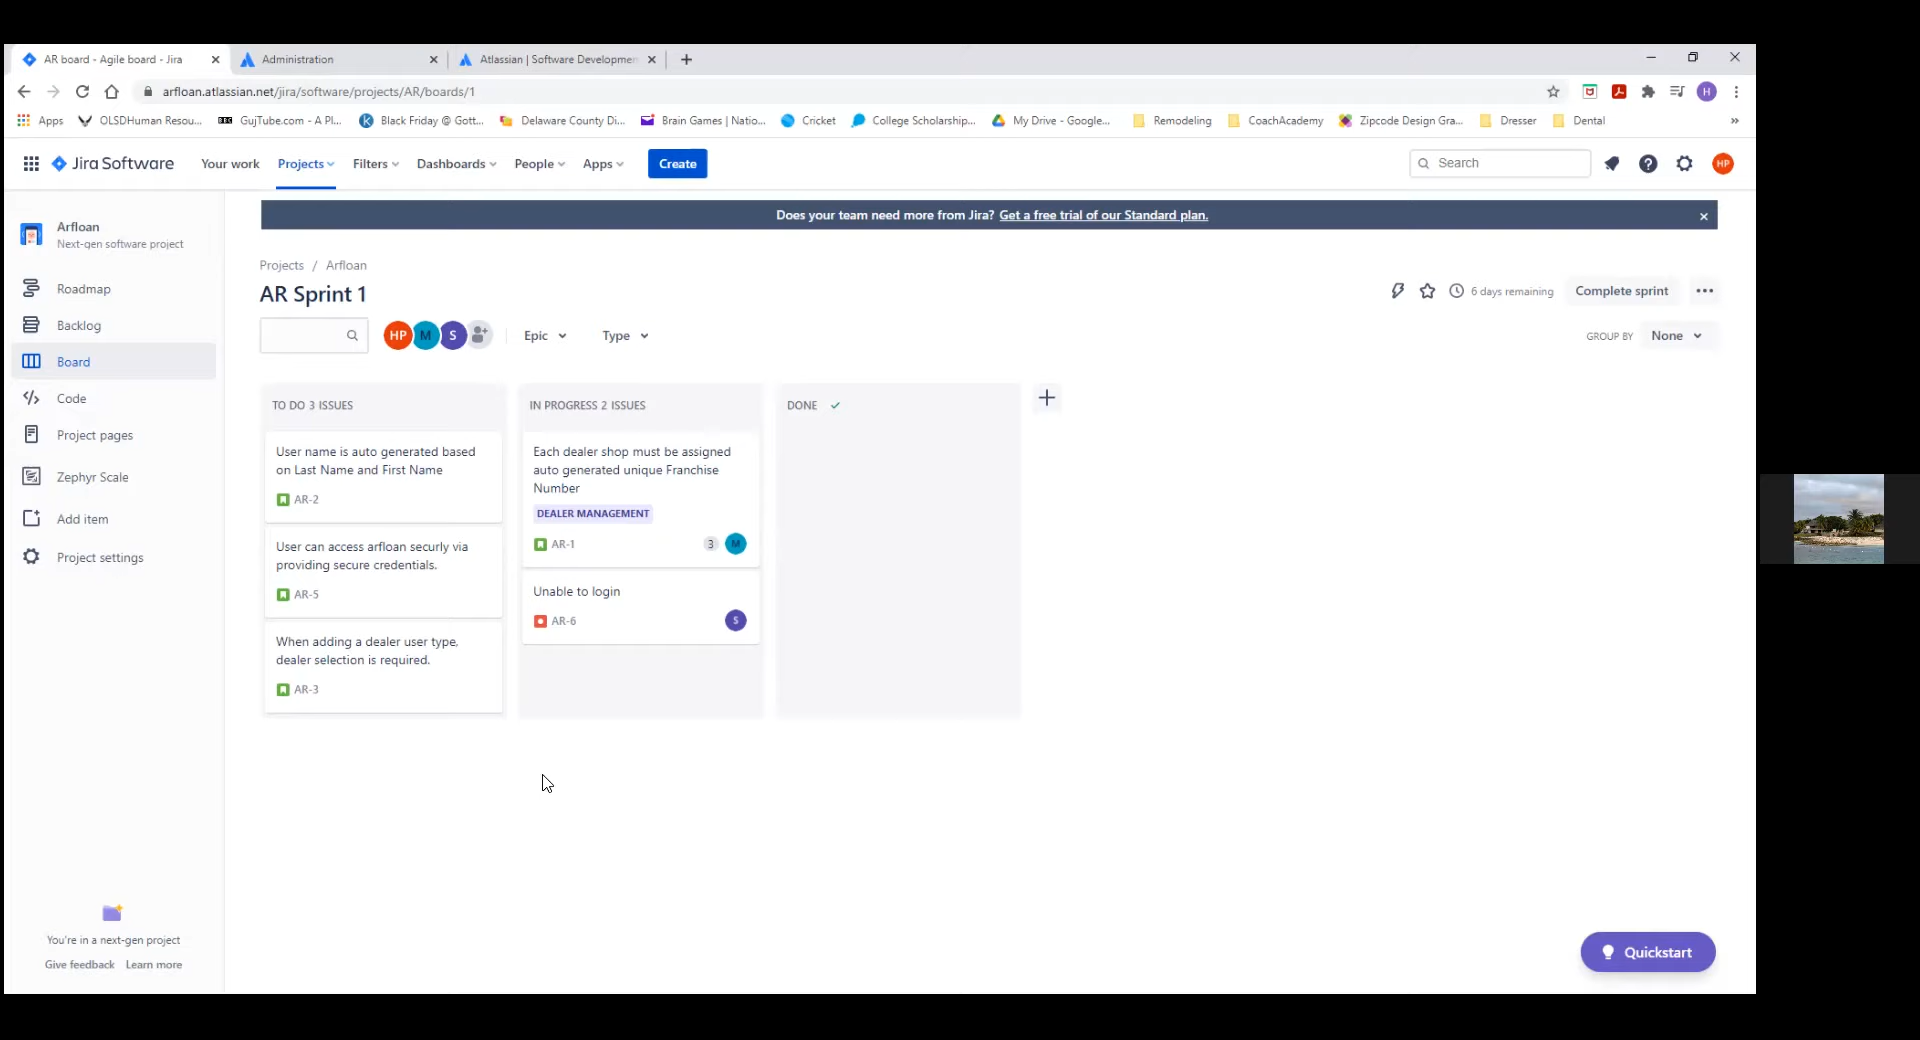 AR board - Agile board - Jira
Administration
Atlassian | Software Developmen
arfloan.atlassian.net/jira/software/projects/AR/boards/1
H
Apps
OLSDHuman Resou...
GujTube.com - A Pl...
Black Friday @ Gott...
Delaware County Di...
Brain Games | Natio...
Cricket
College Scholarship...
My Drive - Google...
Remodeling
CoachAcademy
Zipcode Design Gra...
Dresser
Dental
»
Jira Software
Your work
Projects
Filters
Dashboards
People
Apps
Create
Search
HP
Does your team need more from Jira? Get a free trial of our Standard plan.
Arfloan
Next-gen software project
Roadmap
Backlog
Board
Code
Project pages
Zephyr Scale
Add item
Project settings
You're in a next-gen project
Give feedback Learn more
Projects / Arfloan
AR Sprint 1
6 days remaining
Complete sprint
HP M S
Epic
Type
GROUP BY
None
TO DO 3 ISSUES
User name is auto generated based
on Last Name and First Name
AR-2
User can access arfloan securly via
providing secure credentials.
AR-5
When adding a dealer user type,
dealer selection is required.
AR-3
IN PROGRESS 2 ISSUES
Each dealer shop must be assigned
auto generated unique Franchise
Number
DEALER MANAGEMENT
AR-1
3 M
Unable to login
AR-6
S
DONE
Quickstart